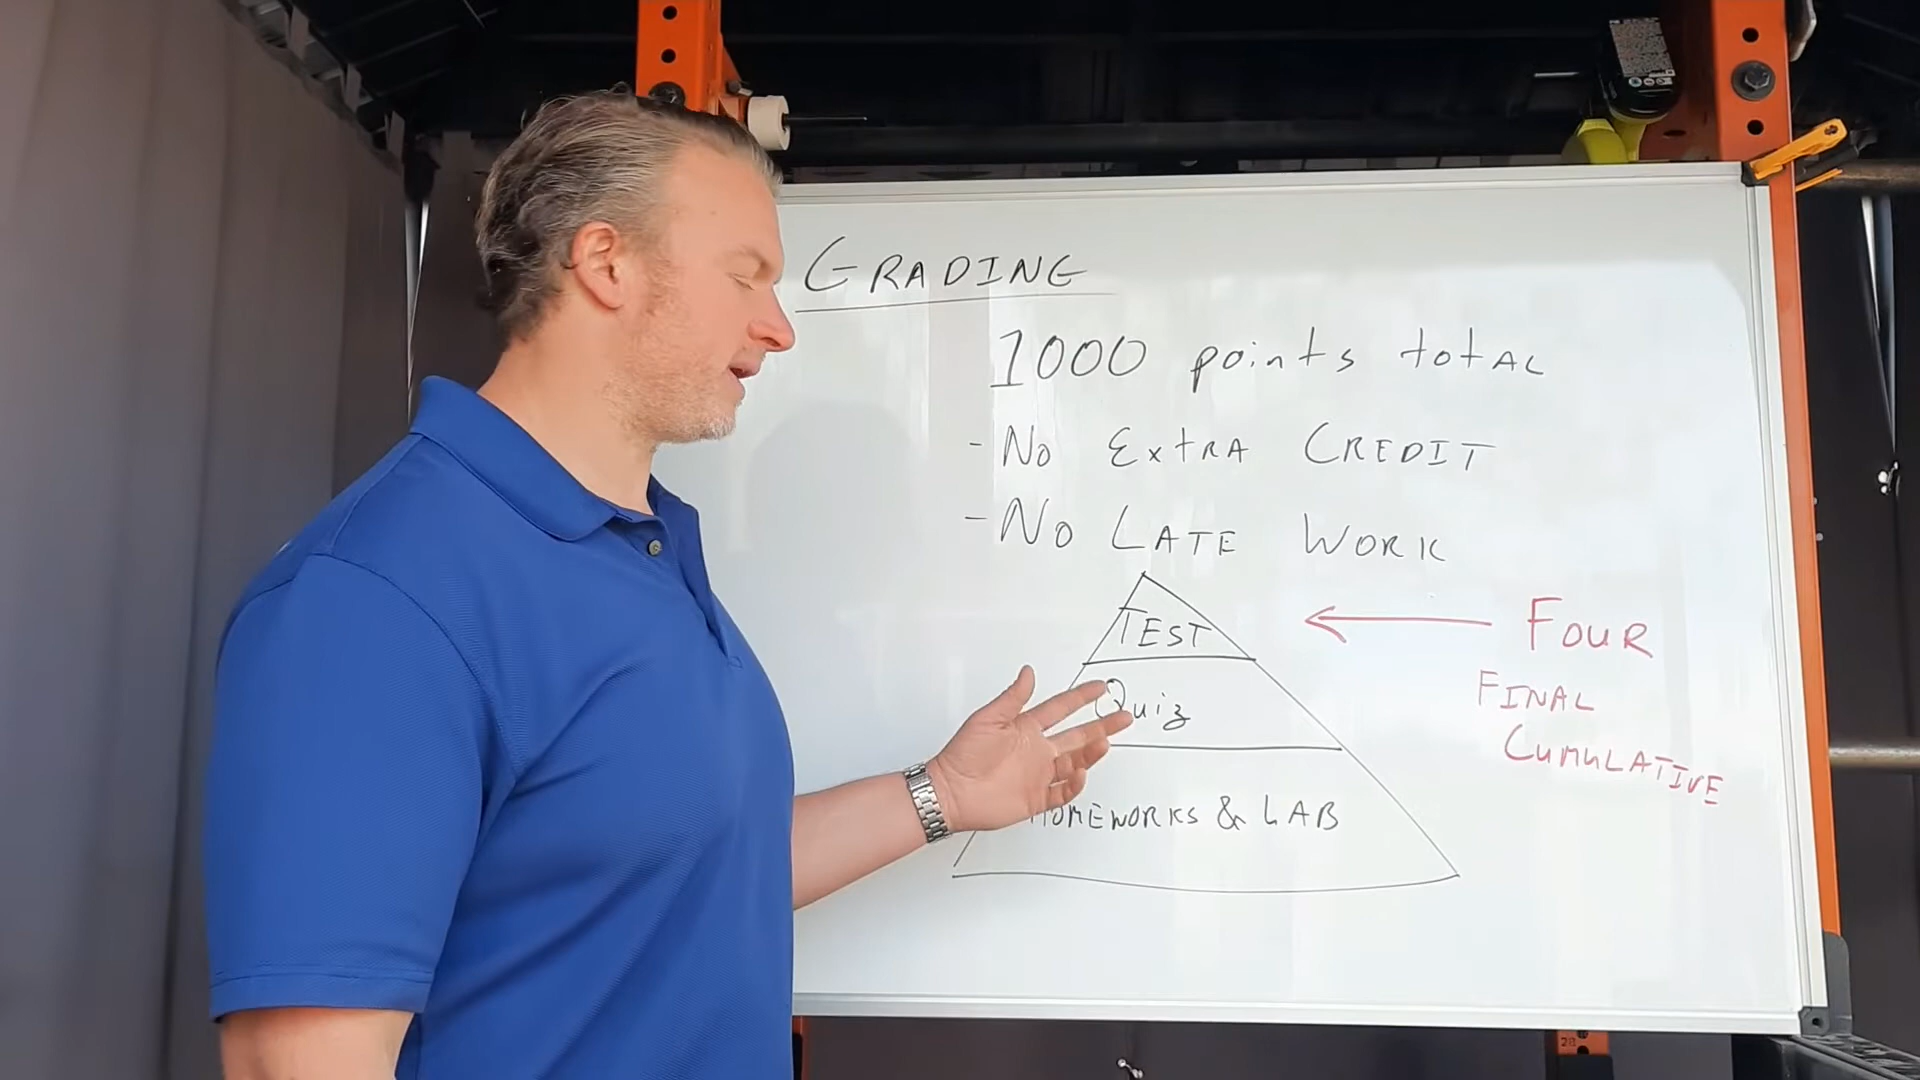 GRADING
1000 points totAL
- No ExtRA CREDIT
- No LATE WORK
TEST
FOUR
FINAL
Quiz
CUMULATIVE
HOMEWORKS & LAB